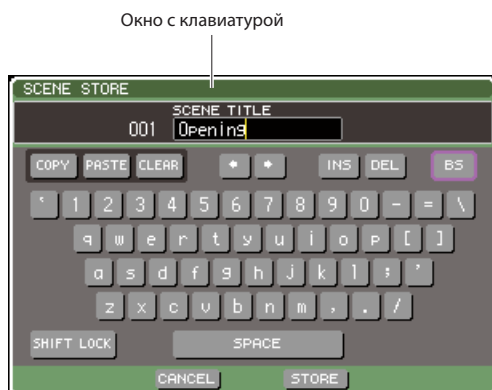 Окно с клавиатурой
SCENE STORE
SCENE TITLE
001 Opening
COPY PASTE CLEAR INS DEL BS
` 1 2 3 4 5 6 7 8 9 0 - = \
q w e r t y u i o p [ ]
a s d f g h j k l ; '
z x c v b n m , . /
SHIFT LOCK SPACE
CANCEL STORE